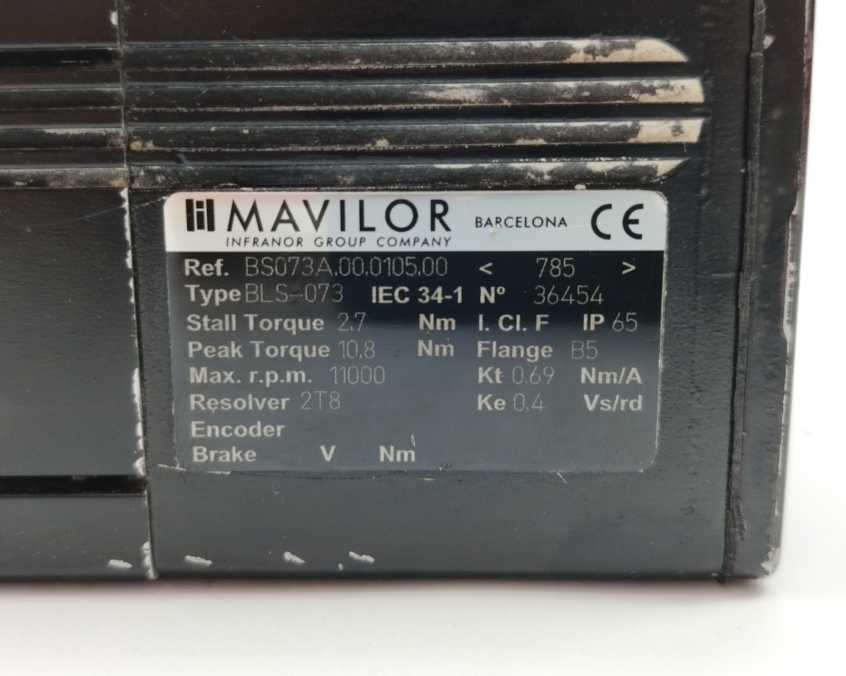 MAVILOR BARCELONA CE
INFRANOR GROUP COMPANY
Ref. BS073A.00.0105.00 < 785 >
Type BLS-073 IEC 34-1 Nº 36454
Stall Torque 2.7 Nm I. Cl. F IP 65
Peak Torque 10.8 Nm Flange B5
Max. r.p.m. 11000 Kt 0.69 Nm/A
Resolver 2T8 Ke 0.4 Vs/rd
Encoder
Brake V Nm